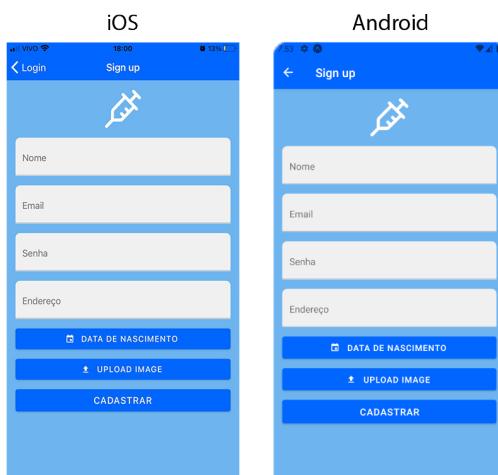 iOS
VIVO 18:00 13%
Login Sign up
Nome
Email
Senha
Endereço
DATA DE NASCIMENTO
UPLOAD IMAGE
CADASTRAR
Android
:53
Sign up
Nome
Email
Senha
Endereço
DATA DE NASCIMENTO
UPLOAD IMAGE
CADASTRAR